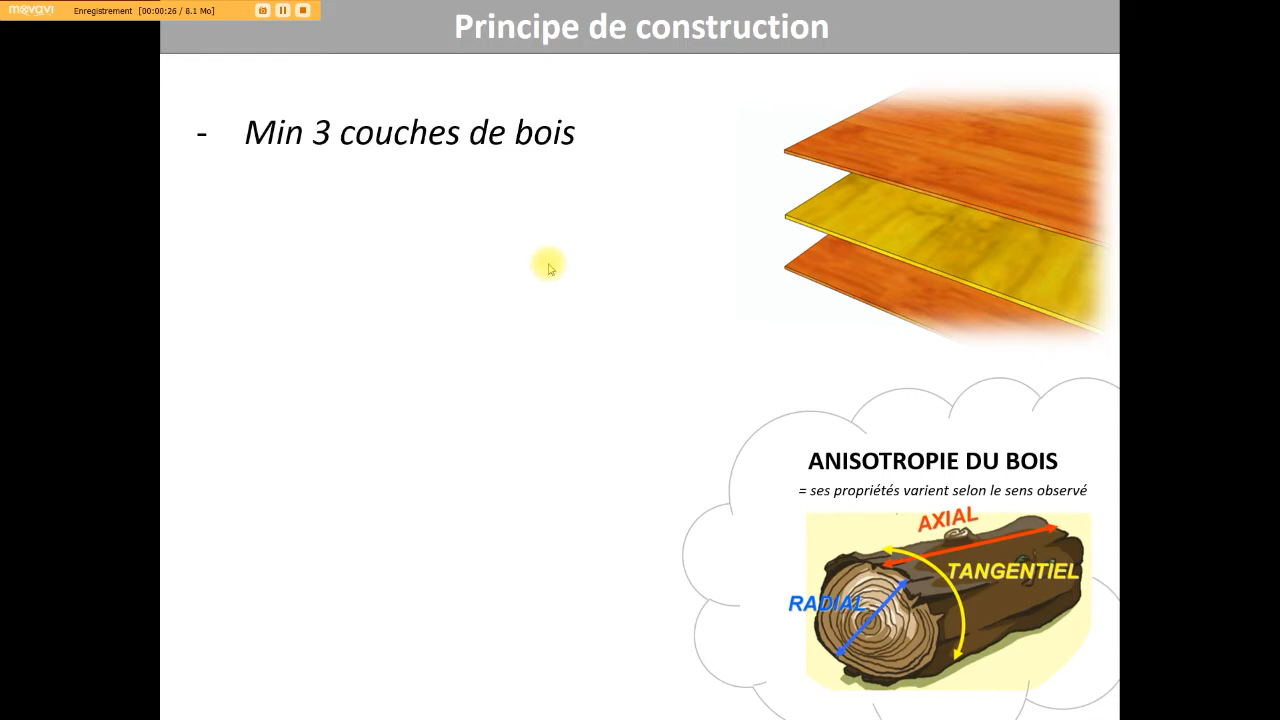 movavi Enregistrement [00:00:26 / 8.1 Mo]
Principe de construction
- Min 3 couches de bois
ANISOTROPIE DU BOIS
= ses propriétés varient selon le sens observé
AXIAL
TANGENTIEL
RADIAL